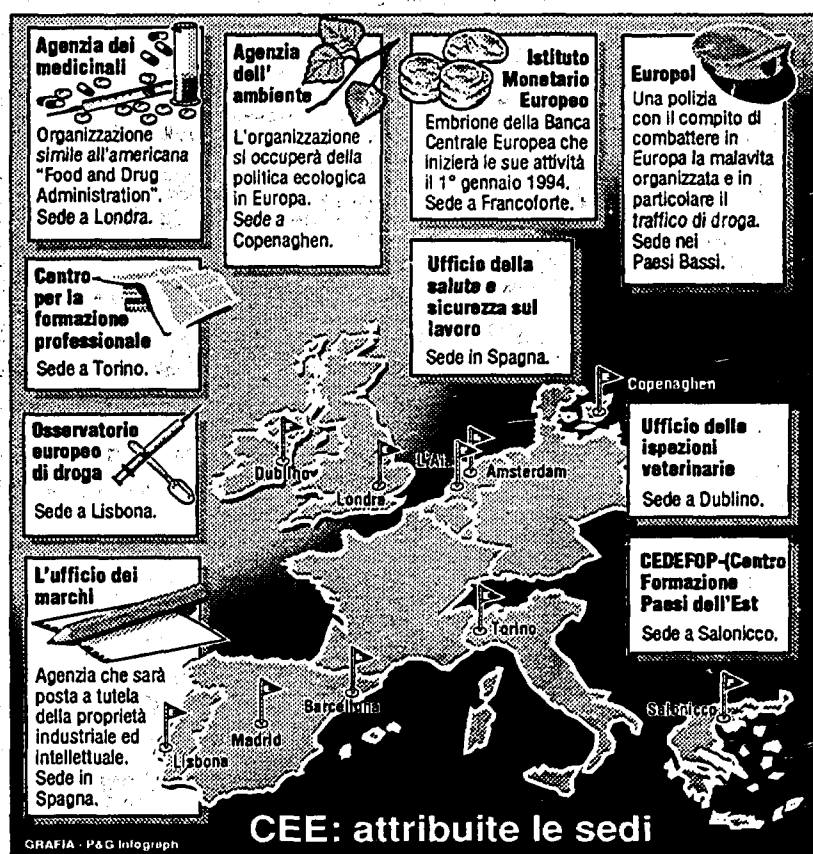 Agenzia dei
medicinali
Organizzazione
simile all'americana
"Food and Drug
Administration".
Sede a Londra.
Agenzia
dell'
ambiente
L'organizzazione
si occuperà della
politica ecologica
in Europa.
Sede a
Copenaghen.
Istituto
Monetario
Europeo
Embrione della Banca
Centrale Europea che
inizierà le sue attività
il 1° gennaio 1994.
Sede a Francoforte.
Europol
Una polizia
con il compito di
combattere in
Europa la malavita
organizzata e in
particolare il
traffico di droga.
Sede nei
Paesi Bassi.
Centro
per la
formazione
professionale
Sede a Torino.
Ufficio della
salute e
sicurezza sul
lavoro
Sede in Spagna.
Osservatorio
europeo
di droga
Sede a Lisbona.
Ufficio delle
ispezioni
veterinarie
Sede a Dublino.
L'ufficio dei
marchi
Agenzia che sarà
posta a tutela
della proprietà
industriale ed
intellettuale.
Sede in
Spagna.
CEDEFOP-(Centro
Formazione
Paesi dell'Est
Sede a Salonicco.
Copenaghen
Dublino
Londra
L'Aia
Amsterdam
Torino
Barcellona
Madrid
Lisbona
Salonicco
CEE: attribuite le sedi
GRAFIA - P&G Infograph